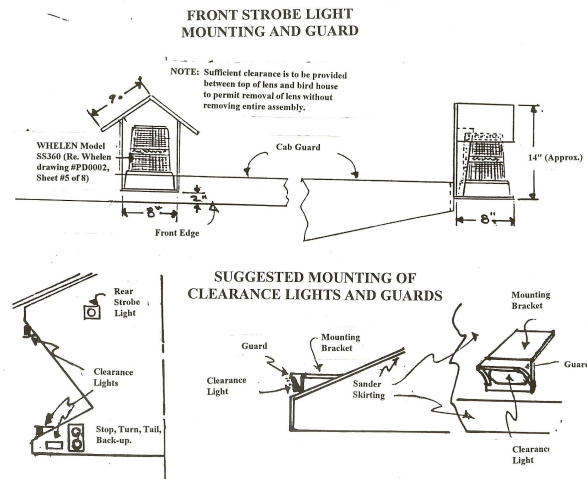 FRONT STROBE LIGHT
MOUNTING AND GUARD
NOTE: Sufficient clearance is to be provided
between top of lens and bird house
to permit removal of lens without
removing entire assembly.
9"
WHELEN Model
SS360 (Re. Whelen
drawing #PD0002,
Sheet #5 of 8)
Cab Guard
14" (Approx.)
2"
8"
8"
Front Edge
SUGGESTED MOUNTING OF
CLEARANCE LIGHTS AND GUARDS
Rear
Strobe
Light
Clearance
Lights
Stop, Turn, Tail,
Back-up.
Guard
Mounting
Bracket
Clearance
Light
Sander
Skirting
Mounting
Bracket
Guar
Clearanc
Light